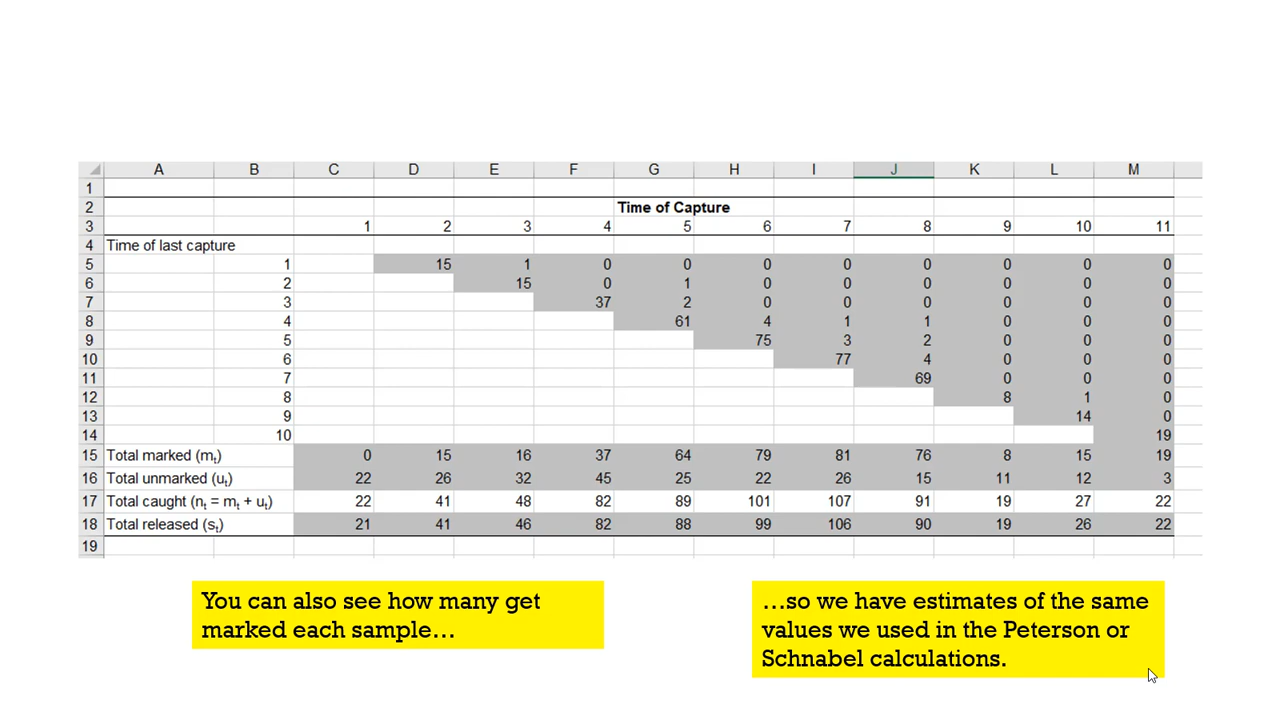 A B C D E F G H I J K L M
1
2 Time of Capture
3 1 2 3 4 5 6 7 8 9 10 11
4 Time of last capture
5 1 15 1 0 0 0 0 0 0 0 0
6 2 15 0 1 0 0 0 0 0 0
7 3 37 2 0 0 0 0 0 0
8 4 61 4 1 1 0 0 0
9 5 75 3 2 0 0 0
10 6 77 4 0 0 0
11 7 69 0 0 0
12 8 8 1 0
13 9 14 0
14 10 19
15 Total marked (mt) 0 15 16 37 64 79 81 76 8 15 19
16 Total unmarked (ut) 22 26 32 45 25 22 26 15 11 12 3
17 Total caught (nt = mt + ut) 22 41 48 82 89 101 107 91 19 27 22
18 Total released (st) 21 41 46 82 88 99 106 90 19 26 22
19
You can also see how many get
marked each sample…
…so we have estimates of the same
values we used in the Peterson or
Schnabel calculations.